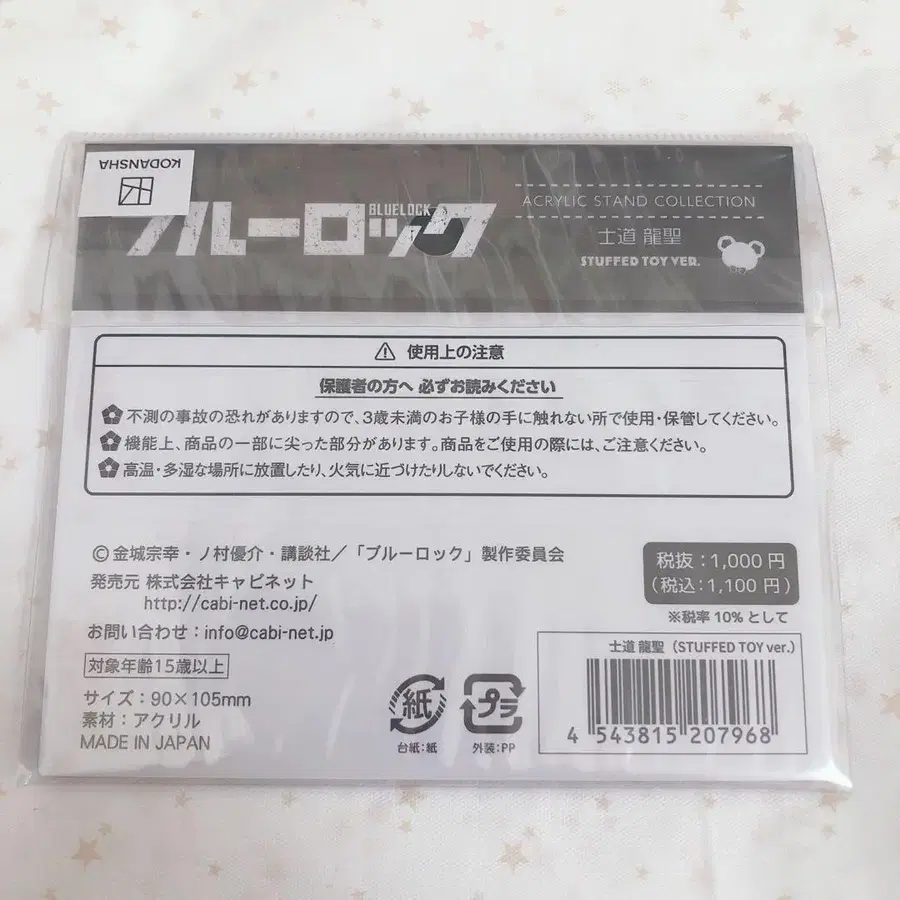 KODANSHA
BLUELOCK
ブルーロック
ACRYLIC STAND COLLECTION
士道 龍聖
STUFFED TOY VER.
⚠ 使用上の注意
保護者の方へ 必ずお読みください
不測の事故の恐れがありますので、3歳未満のお子様の手に触れない所で使用・保管してください。
機能上、商品の一部に尖った部分があります。商品をご使用の際には、ご注意ください。
高温・多湿な場所に放置したり、火気に近づけたりしないでください。
©金城宗幸・ノ村優介・講談社/「ブルーロック」製作委員会
発売元 株式会社キャビネット
http://cabi-net.co.jp/
お問い合わせ:info@cabi-net.jp
対象年齢15歳以上
サイズ:90×105mm
素材:アクリル
MADE IN JAPAN
紙
台紙:紙
プラ
外装:PP
税抜:1,000円
(税込:1,100円)
※税率10%として
士道 龍聖(STUFFED TOY ver.)
4 543815 207968